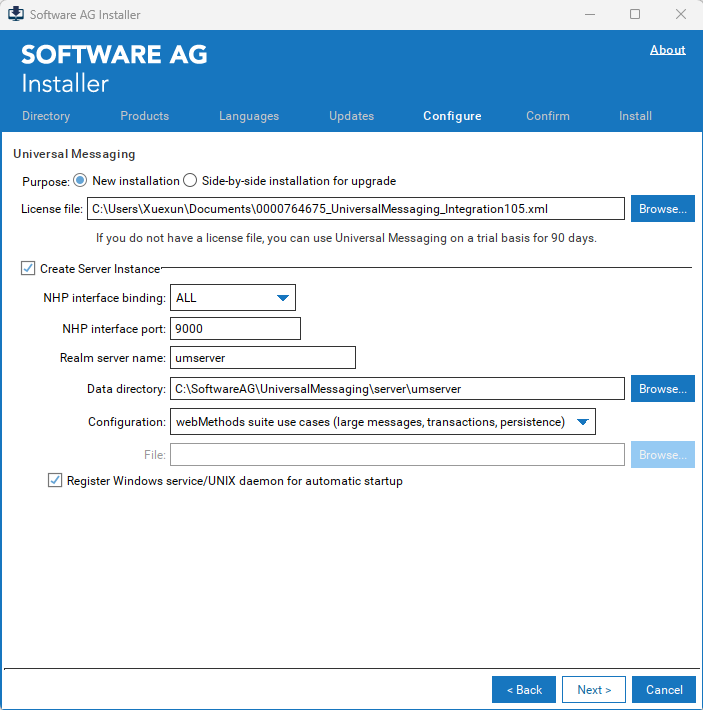 Software AG Installer
SOFTWARE AG
Installer
About
Directory Products Languages Updates Configure Confirm Install
Universal Messaging
Purpose: New installation Side-by-side installation for upgrade
License file: C:\Users\Xuexun\Documents\0000764675_UniversalMessaging_Integration105.xml Browse...
If you do not have a license file, you can use Universal Messaging on a trial basis for 90 days.
Create Server Instance
NHP interface binding: ALL
NHP interface port: 9000
Realm server name: umserver
Data directory: C:\SoftwareAG\UniversalMessaging\server\umserver Browse...
Configuration: webMethods suite use cases (large messages, transactions, persistence)
File: Browse...
Register Windows service/UNIX daemon for automatic startup
< Back Next > Cancel